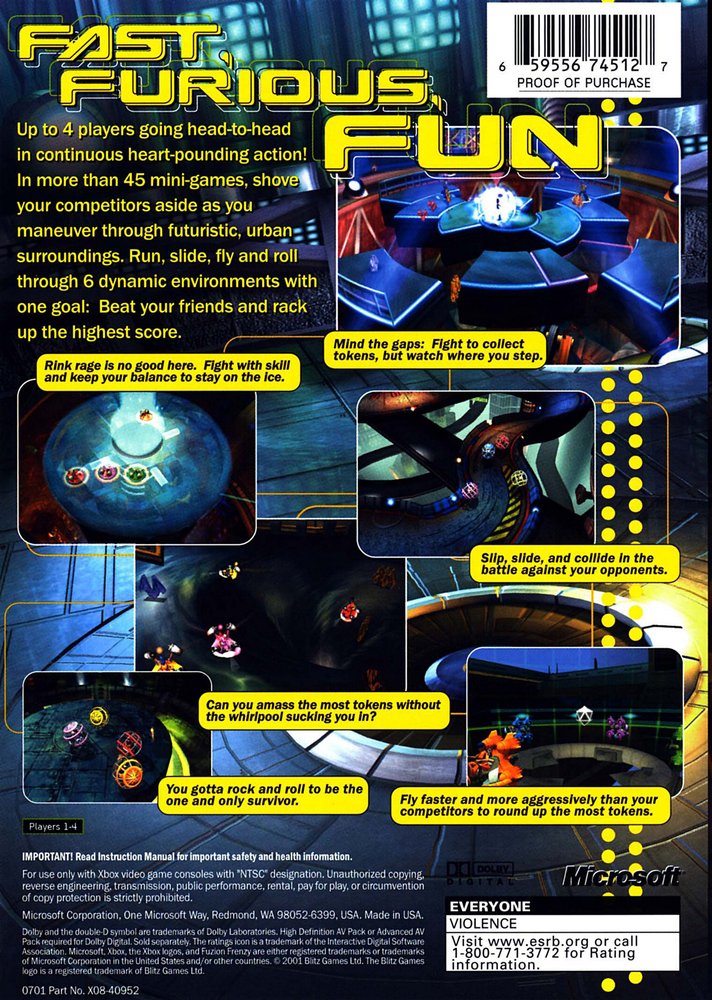 FAST,
FURIOUS,
FUN
6 59556 74512 7
PROOF OF PURCHASE
Up to 4 players going head-to-head
in continuous heart-pounding action!
In more than 45 mini-games, shove
your competitors aside as you
maneuver through futuristic, urban
surroundings. Run, slide, fly and roll
through 6 dynamic environments with
one goal: Beat your friends and rack
up the highest score.
Mind the gaps: Fight to collect
tokens, but watch where you step.
Rink rage is no good here. Fight with skill
and keep your balance to stay on the ice.
Slip, slide, and collide in the
battle against your opponents.
Can you amass the most tokens without
the whirlpool sucking you in?
You gotta rock and roll to be the
one and only survivor.
Fly faster and more aggressively than your
competitors to round up the most tokens.
Players 1-4
IMPORTANT! Read Instruction Manual for important safety and health information.
For use only with Xbox video game consoles with "NTSC" designation. Unauthorized copying,
reverse engineering, transmission, public performance, rental, pay for play, or circumvention
of copy protection is strictly prohibited.
Microsoft Corporation, One Microsoft Way, Redmond, WA 98052-6399, USA. Made in USA.
Dolby and the double-D symbol are trademarks of Dolby Laboratories. High Definition AV Pack or Advanced AV
Pack required for Dolby Digital. Sold separately. The ratings icon is a trademark of the Interactive Digital Software
Association. Microsoft, Xbox, the Xbox logos, and Fuzion Frenzy are either registered trademarks or trademarks
of Microsoft Corporation in the United States and/or other countries. © 2001 Blitz Games Ltd. The Blitz Games
logo is a registered trademark of Blitz Games Ltd.
0701 Part No. X08-40952
DOLBY
DIGITAL
Microsoft
EVERYONE
VIOLENCE
Visit www.esrb.org or call
1-800-771-3772 for Rating
information.